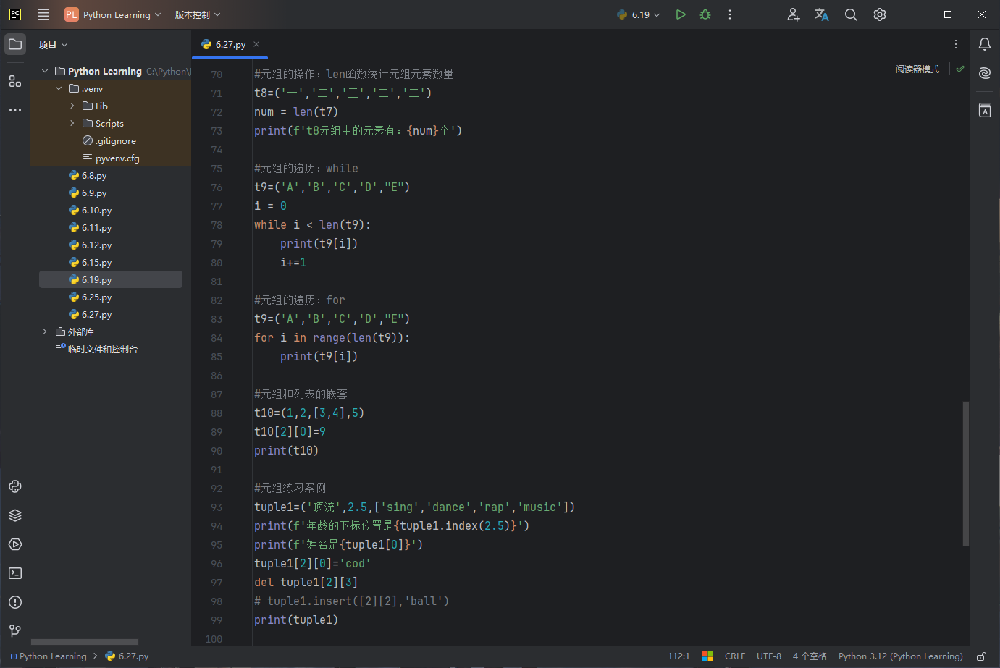 PC
PL Python Learning 版本控制 6.19
项目
6.27.py
阅读器模式
Python Learning C:\Python\
.venv
Lib
Scripts
.gitignore
pyvenv.cfg
6.8.py
6.9.py
6.10.py
6.11.py
6.12.py
6.15.py
6.19.py
6.25.py
6.27.py
外部库
临时文件和控制台
70 #元组的操作：len函数统计元组元素数量
71 t8=('一','二','三','二','二')
72 num = len(t7)
73 print(f't8元组中的元素有：{num}个')
74
75 #元组的遍历：while
76 t9=('A','B','C','D',"E")
77 i = 0
78 while i < len(t9):
79     print(t9[i])
80     i+=1
81
82 #元组的遍历：for
83 t9=('A','B','C','D',"E")
84 for i in range(len(t9)):
85     print(t9[i])
86
87 #元组和列表的嵌套
88 t10=(1,2,[3,4],5)
89 t10[2][0]=9
90 print(t10)
91
92 #元组练习案例
93 tuple1=('顶流',2.5,['sing','dance','rap','music'])
94 print(f'年龄的下标位置是{tuple1.index(2.5)}')
95 print(f'姓名是{tuple1[0]}')
96 tuple1[2][0]='cod'
97 del tuple1[2][3]
98 # tuple1.insert([2][2],'ball')
99 print(tuple1)
100
Python Learning > 6.27.py 112:1 CRLF UTF-8 4 个空格 Python 3.12 (Python Learning)